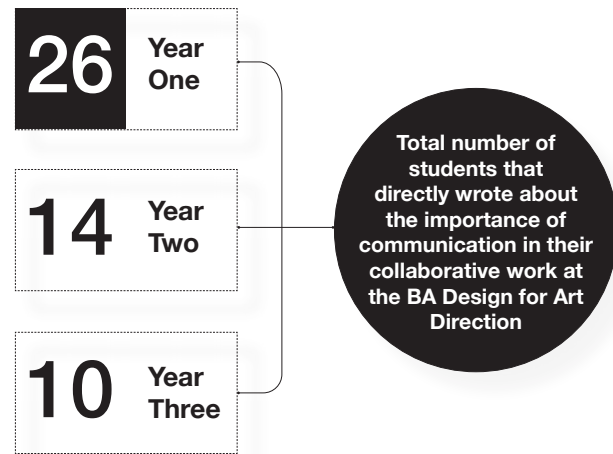 26
Year
One
14
Year
Two
10
Year
Three
Total number of
students that
directly wrote about
the importance of
communication in their
collaborative work at
the BA Design for Art
Direction